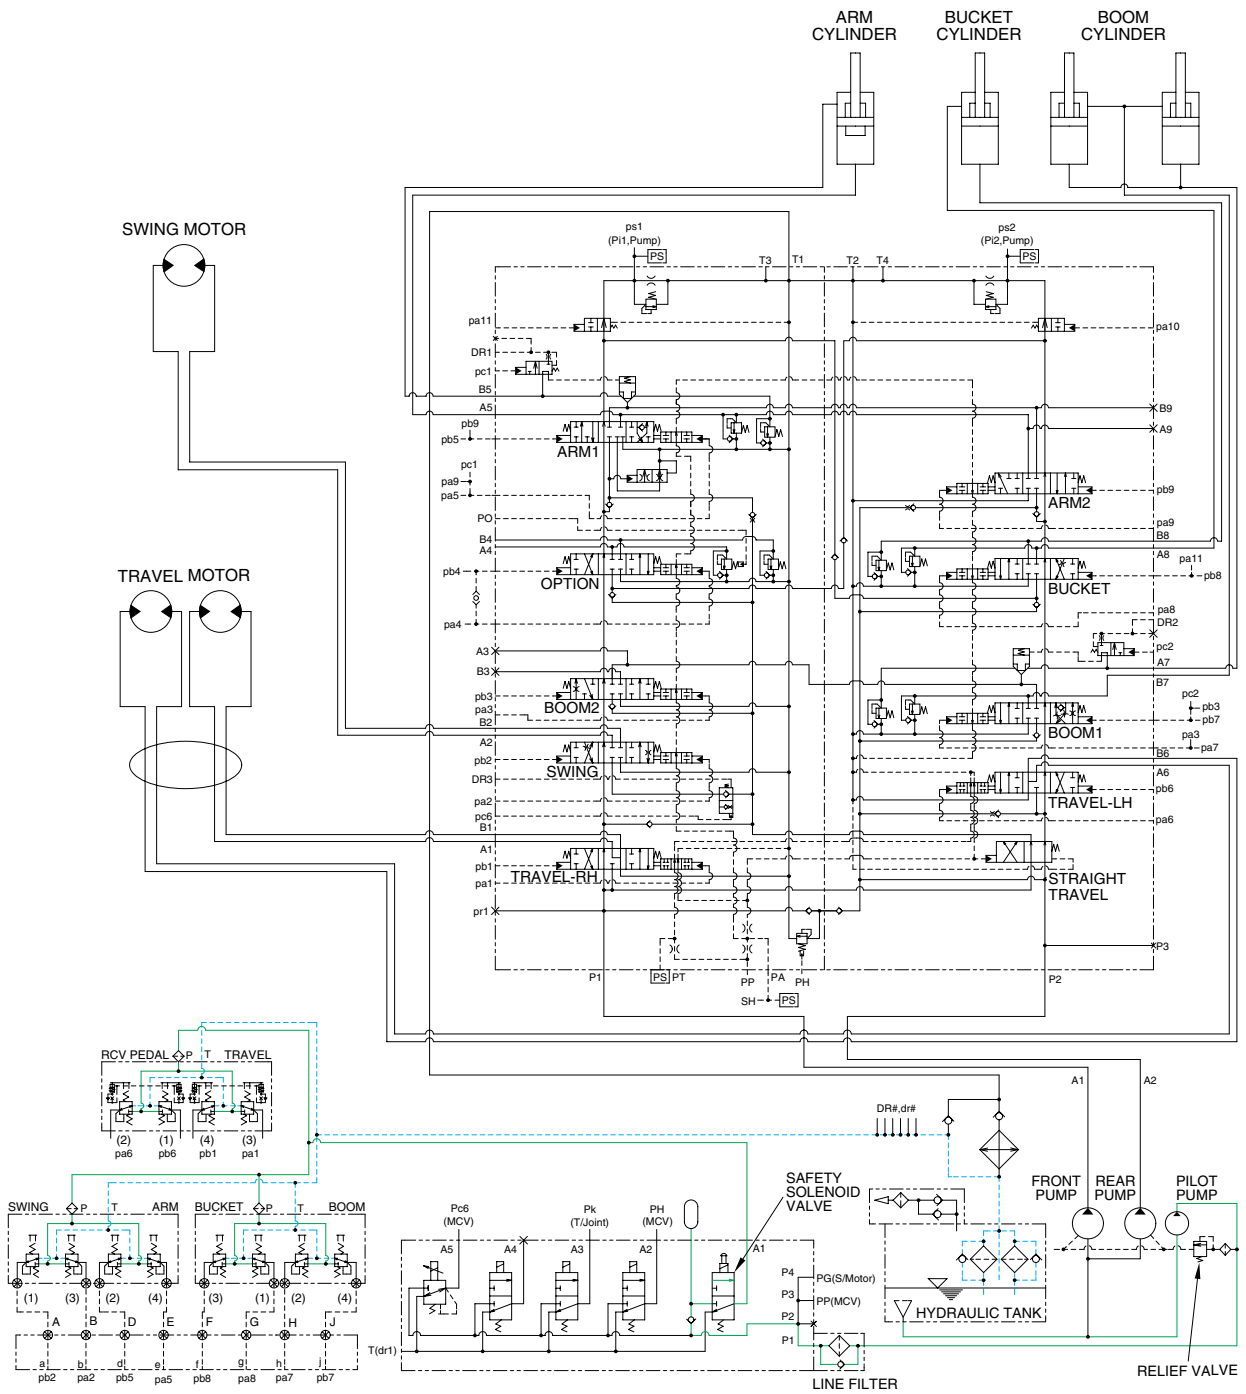 ARM
CYLINDER
BUCKET
CYLINDER
BOOM
CYLINDER
SWING MOTOR
TRAVEL MOTOR
ps1
(Pi1,Pump)
PS
T3
T1
T2
T4
ps2
(Pi2,Pump)
PS
pa11
DR1
pc1
B5
A5
pb9
pb5
ARM1
pc1
pa9
pa5
PO
B4
A4
pb4
OPTION
pa4
A3
B3
pb3
BOOM2
pa3
B2
A2
pb2
SWING
DR3
pa2
pc6
B1
A1
pb1
TRAVEL-RH
pa1
pr1
pa10
B9
A9
pb9
ARM2
pa9
B8
A8
pa11
pb8
BUCKET
pa8
DR2
pc2
A7
B7
pc2
pb3
pb7
BOOM1
pa3
pa7
B6
A6
pb6
TRAVEL-LH
pa6
STRAIGHT
TRAVEL
P3
P1
PS
PT
PP
PA
PH
P2
SH
PS
RCV PEDAL
P
T
TRAVEL
(2)
(1)
(4)
(3)
pa6
pb6
pb1
pa1
SWING
P
T
ARM
BUCKET
P
T
BOOM
(1)
(3)
(2)
(4)
(3)
(1)
(2)
(4)
A
B
D
E
F
G
H
J
a
b
d
e
f
g
h
j
pb2
pa2
pb5
pa5
pb8
pa8
pa7
pb7
A1
A2
DR#,dr#
FRONT
PUMP
REAR
PUMP
PILOT
PUMP
SAFETY
SOLENOID
VALVE
Pc6
(MCV)
Pk
(T/Joint)
PH
(MCV)
A5
A4
A3
A2
A1
P4
PG(S/Motor)
P3
PP(MCV)
P2
P1
T(dr1)
HYDRAULIC TANK
LINE FILTER
RELIEF VALVE